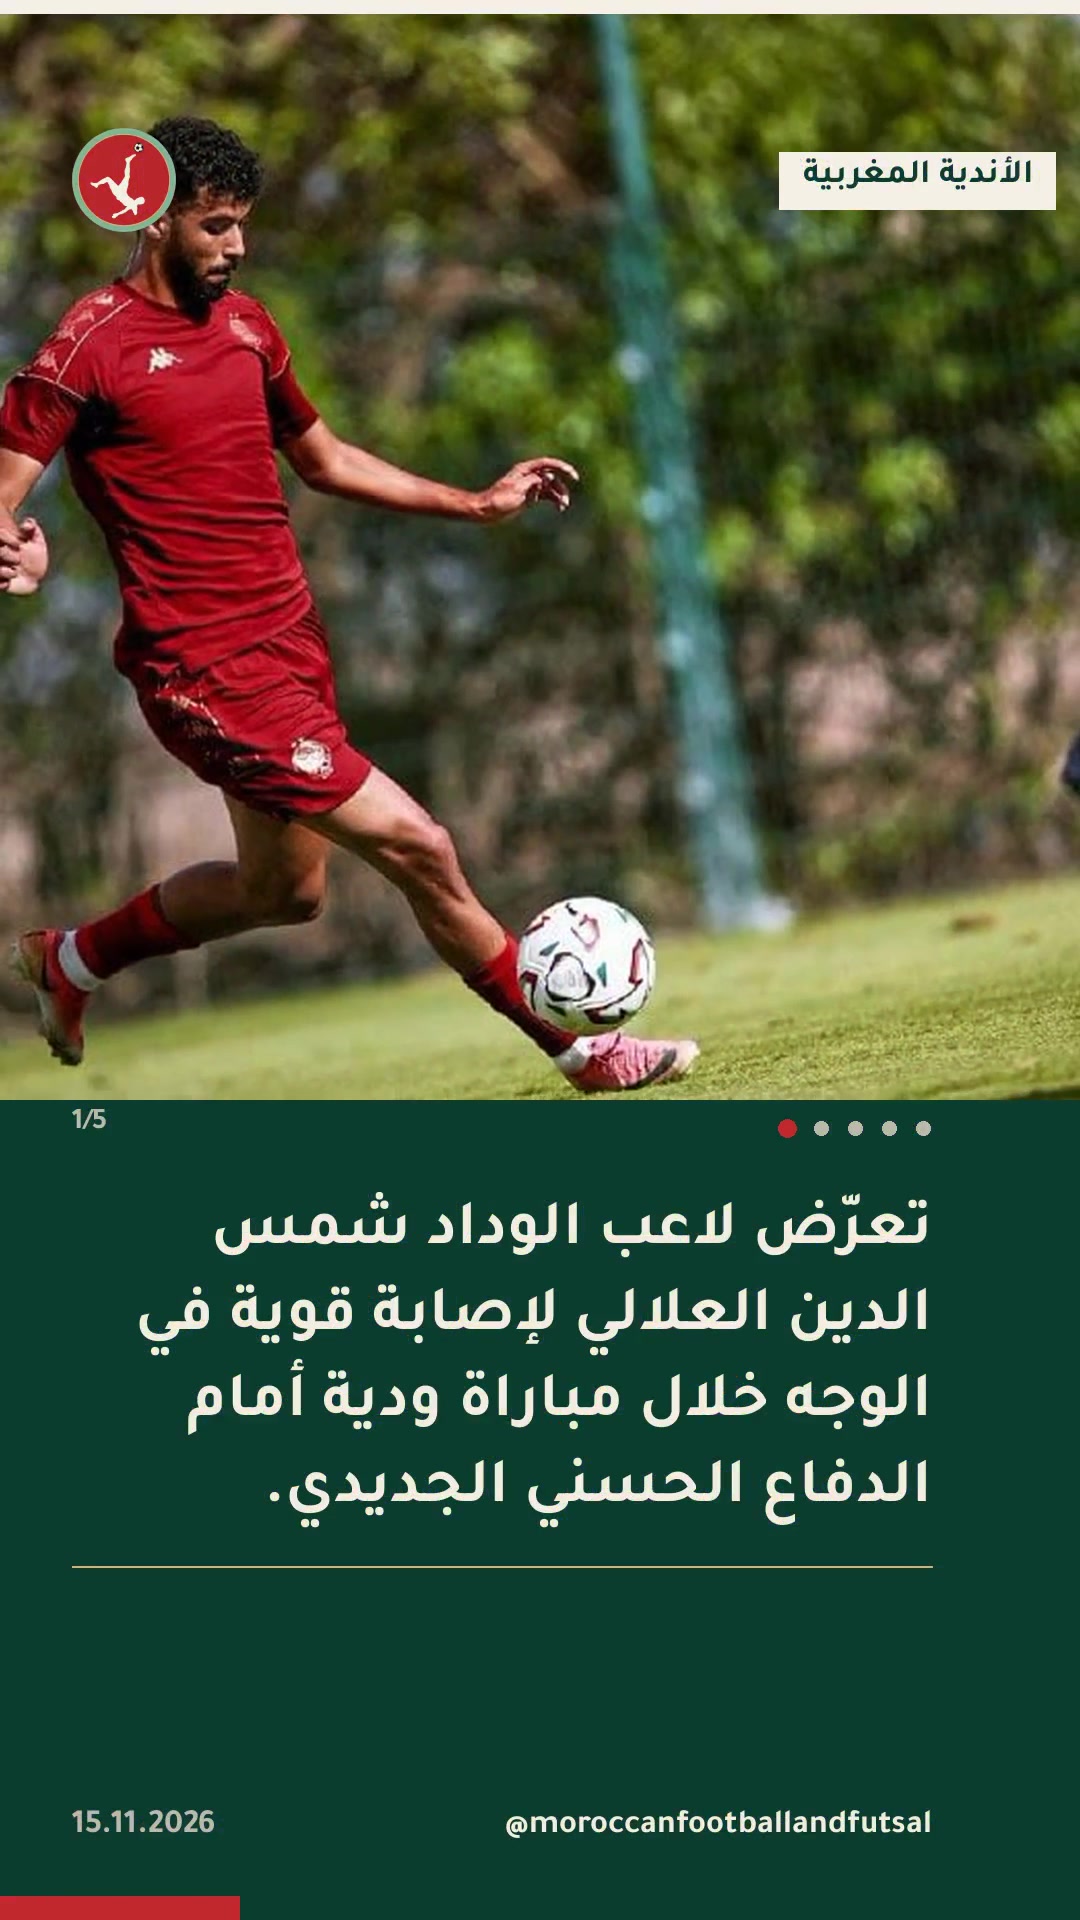 الأندية المغربية
1/5
تعرّض لاعب الوداد شمس
الدين العلالي لإصابة قوية في
الوجه خلال مباراة ودية أمام
الدفاع الحسني الجديدي.
15.11.2026
@moroccanfootballandfutsal